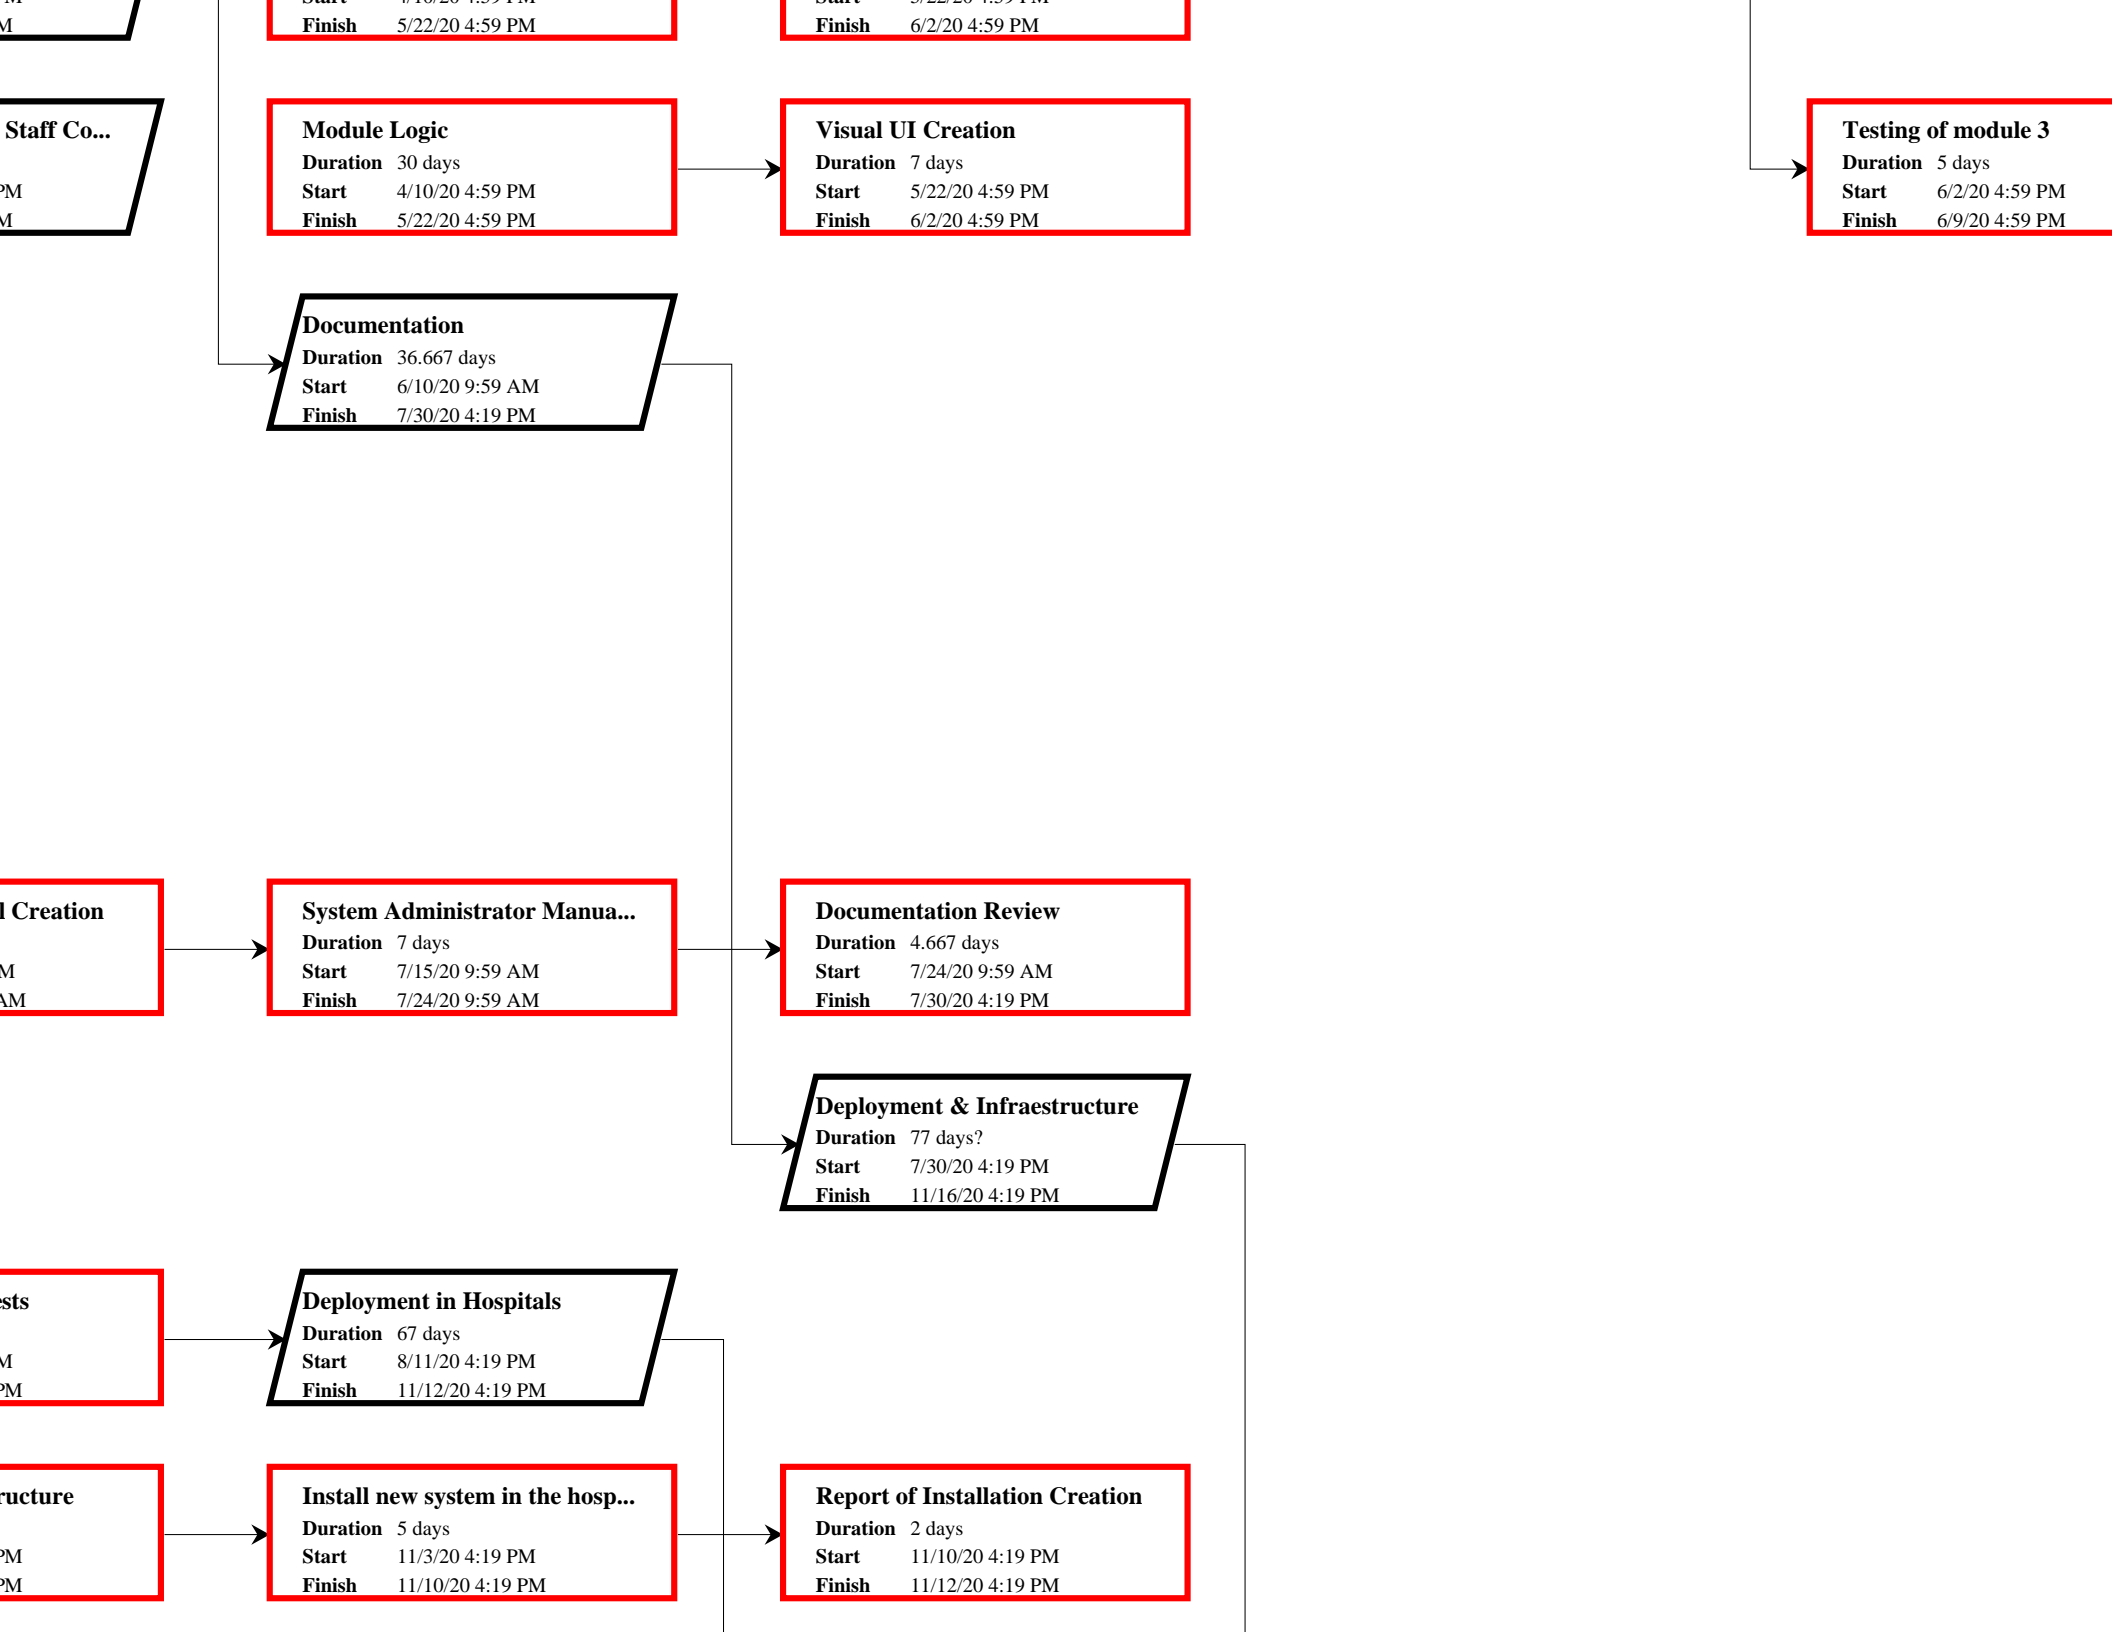 Finish 5/22/20 4:59 PM
Finish 6/2/20 4:59 PM
Staff Co...
PM
M
Module Logic
Duration 30 days
Start 4/10/20 4:59 PM
Finish 5/22/20 4:59 PM
Visual UI Creation
Duration 7 days
Start 5/22/20 4:59 PM
Finish 6/2/20 4:59 PM
Testing of module 3
Duration 5 days
Start 6/2/20 4:59 PM
Finish 6/9/20 4:59 PM
Documentation
Duration 36.667 days
Start 6/10/20 9:59 AM
Finish 7/30/20 4:19 PM
l Creation
M
AM
System Administrator Manua...
Duration 7 days
Start 7/15/20 9:59 AM
Finish 7/24/20 9:59 AM
Documentation Review
Duration 4.667 days
Start 7/24/20 9:59 AM
Finish 7/30/20 4:19 PM
Deployment & Infraestructure
Duration 77 days?
Start 7/30/20 4:19 PM
Finish 11/16/20 4:19 PM
ests
M
PM
Deployment in Hospitals
Duration 67 days
Start 8/11/20 4:19 PM
Finish 11/12/20 4:19 PM
ructure
PM
PM
Install new system in the hosp...
Duration 5 days
Start 11/3/20 4:19 PM
Finish 11/10/20 4:19 PM
Report of Installation Creation
Duration 2 days
Start 11/10/20 4:19 PM
Finish 11/12/20 4:19 PM